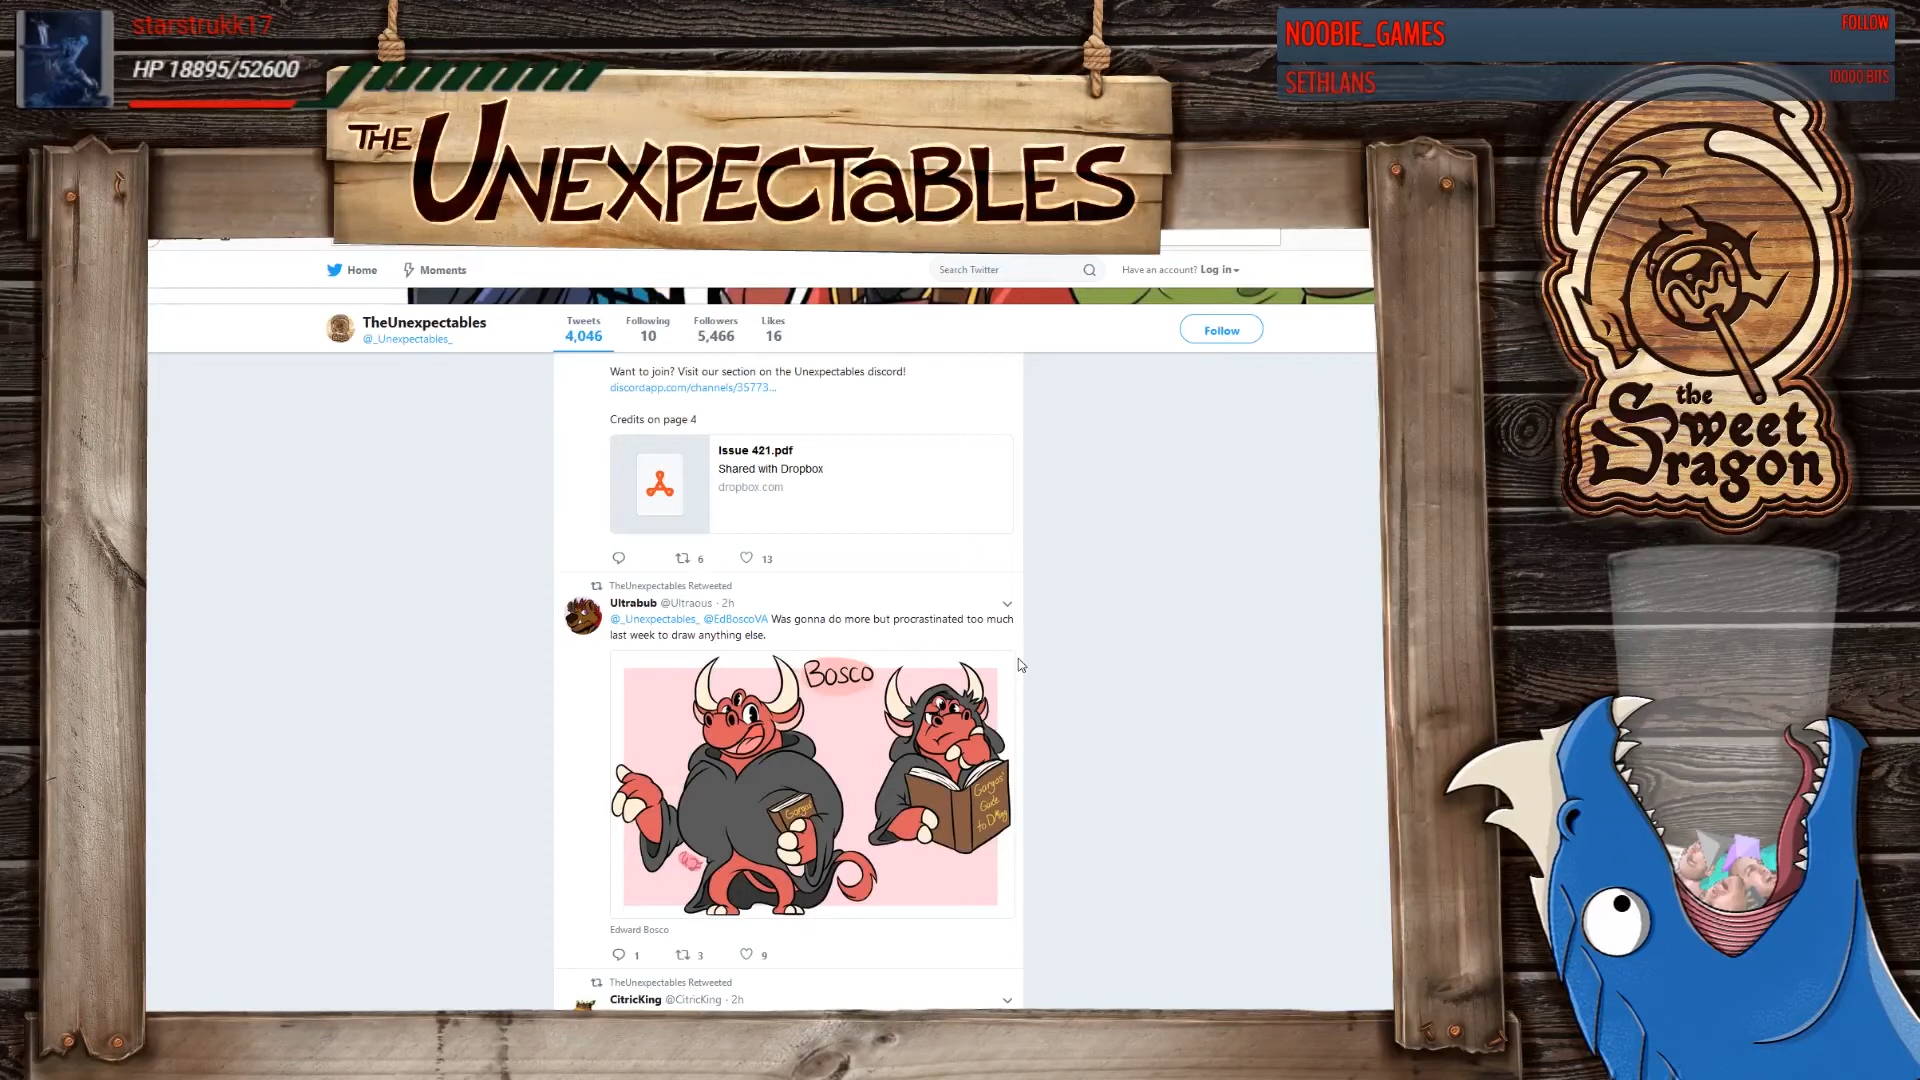 starstrukk17
HP 18895/52600
NOOBIE_GAMES
FOLLOW
SETHLANS
10000 BITS
THE UNEXPECTABLES
the Sweet Dragon
Home
Moments
Search Twitter
Have an account? Log in
TheUnexpectables
@_Unexpectables_
Tweets
4,046
Following
10
Followers
5,466
Likes
16
Follow
Want to join? Visit our section on the Unexpectables discord!
discordapp.com/channels/35773...
Credits on page 4
Issue 421.pdf
Shared with Dropbox
dropbox.com
6
13
TheUnexpectables Retweeted
Ultrabub @Ultraous · 2h
@_Unexpectables_ @EdBoscoVA Was gonna do more but procrastinated too much
last week to draw anything else.
Bosco
Gorgos'
Gorgos'
Guide
to DMing
Edward Bosco
1
3
9
TheUnexpectables Retweeted
CitricKing @CitricKing · 2h